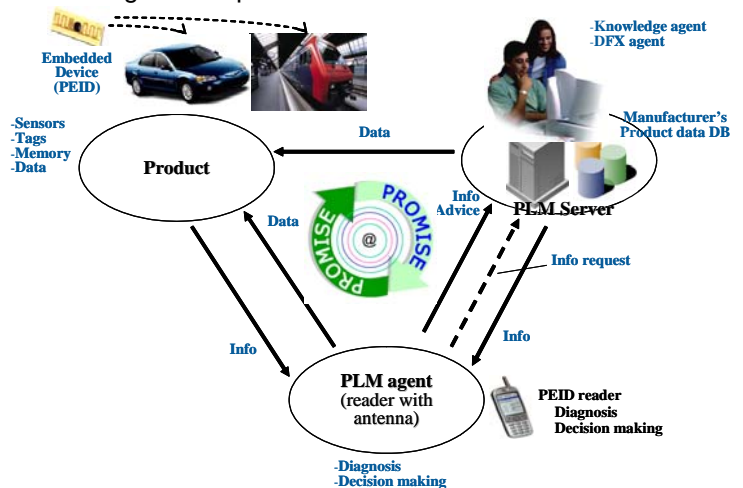 Embedded
Device
(PEID)
-Knowledge agent
-DFX agent
-Sensors
-Tags
-Memory
-Data
Product
Data
Manufacturer's
Product data DB
PLM Server
PROMISE
PROMISE
@
Data
Info
Advice
Info request
Info
Info
PLM agent
(reader with
antenna)
PEID reader
Diagnosis
Decision making
-Diagnosis
-Decision making